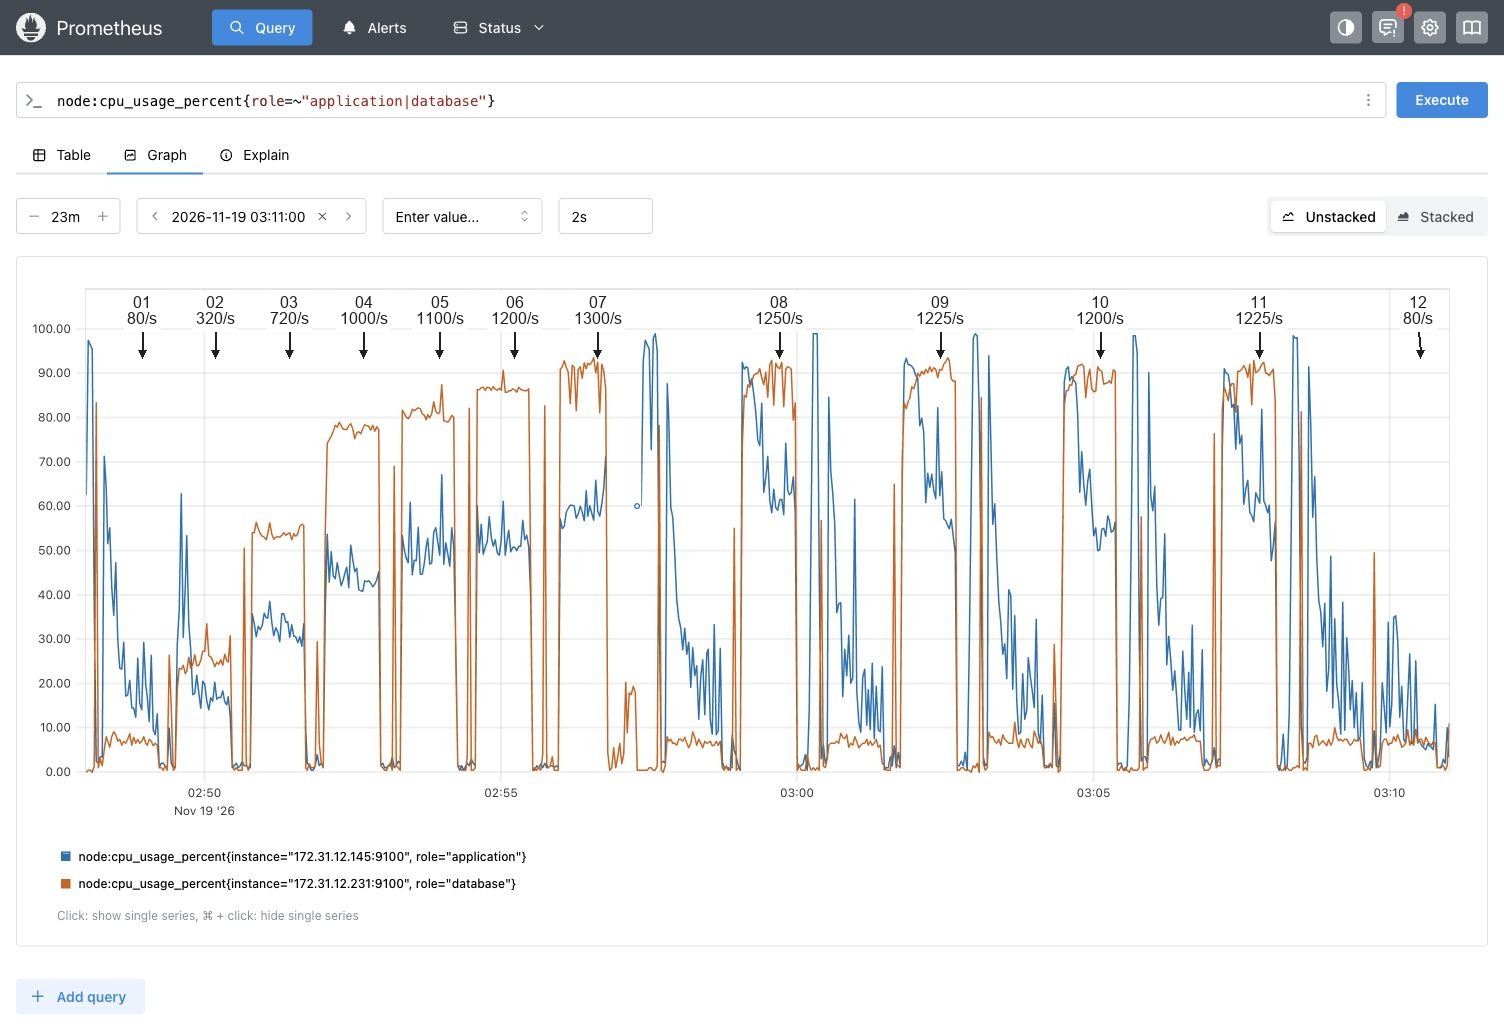 Prometheus Query Alerts Status
!
>_ node:cpu_usage_percent{role=~"application|database"} Execute
Table Graph Explain
− 23m + < 2026-11-19 03:11:00 × > Enter value... 2s Unstacked Stacked
01 02 03 04 05 06 07 08 09 10 11 12
80/s 320/s 720/s 1000/s 1100/s 1200/s 1300/s 1250/s 1225/s 1200/s 1225/s 80/s
100.00
90.00
80.00
70.00
60.00
50.00
40.00
30.00
20.00
10.00
0.00
02:50 02:55 03:00 03:05 03:10
Nov 19 '26
node:cpu_usage_percent{instance="172.31.12.145:9100", role="application"}
node:cpu_usage_percent{instance="172.31.12.231:9100", role="database"}
Click: show single series, ⌘ + click: hide single series
+ Add query